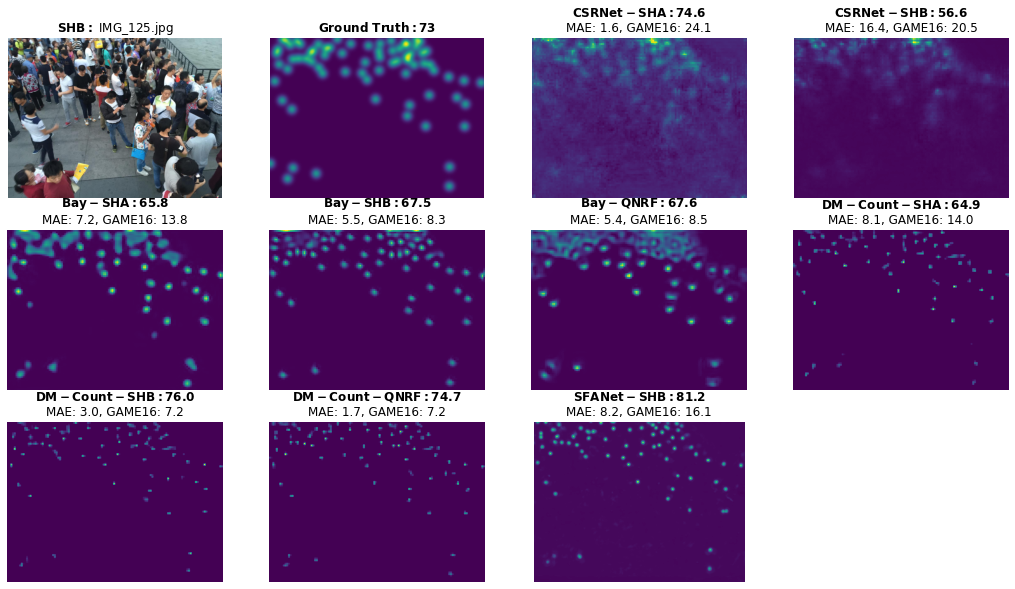 SHB: IMG_125.jpg
Ground Truth: 73
CSRNet−SHA: 74.6
MAE: 1.6, GAME16: 24.1
CSRNet−SHB: 56.6
MAE: 16.4, GAME16: 20.5
Bay−SHA: 65.8
MAE: 7.2, GAME16: 13.8
Bay−SHB: 67.5
MAE: 5.5, GAME16: 8.3
Bay−QNRF: 67.6
MAE: 5.4, GAME16: 8.5
DM−Count−SHA: 64.9
MAE: 8.1, GAME16: 14.0
DM−Count−SHB: 76.0
MAE: 3.0, GAME16: 7.2
DM−Count−QNRF: 74.7
MAE: 1.7, GAME16: 7.2
SFANet−SHB: 81.2
MAE: 8.2, GAME16: 16.1